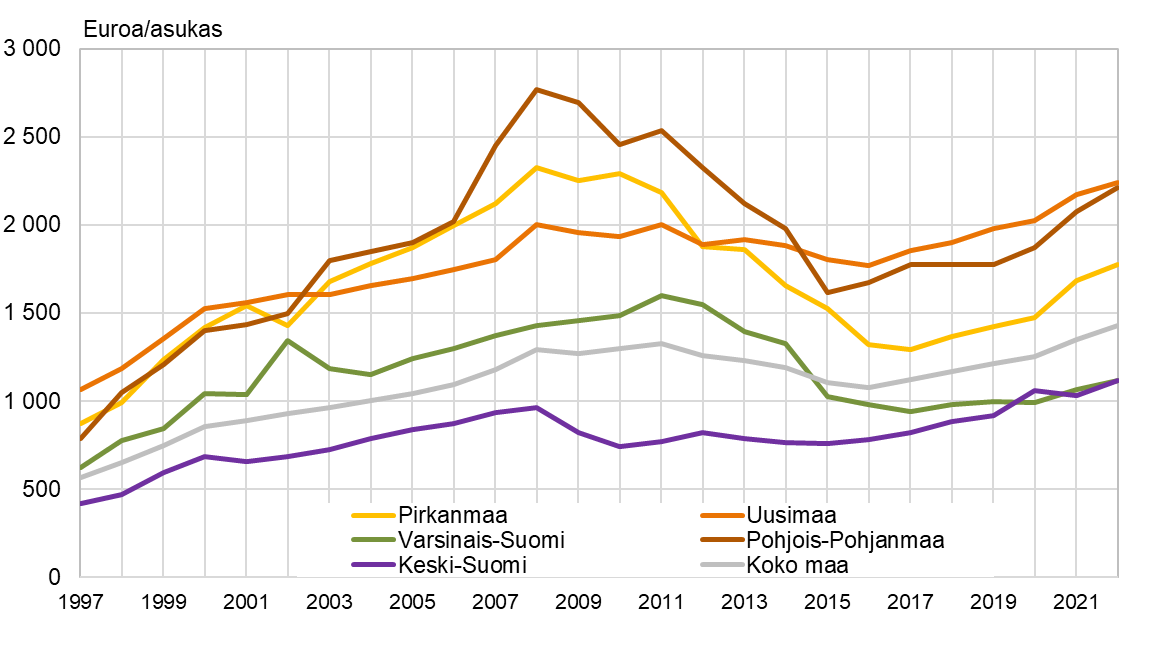 Euroa/asukas
3 000
2 500
2 000
1 500
1 000
500
0
Pirkanmaa Uusimaa
Varsinais-Suomi Pohjois-Pohjanmaa
Keski-Suomi Koko maa
1997 1999 2001 2003 2005 2007 2009 2011 2013 2015 2017 2019 2021